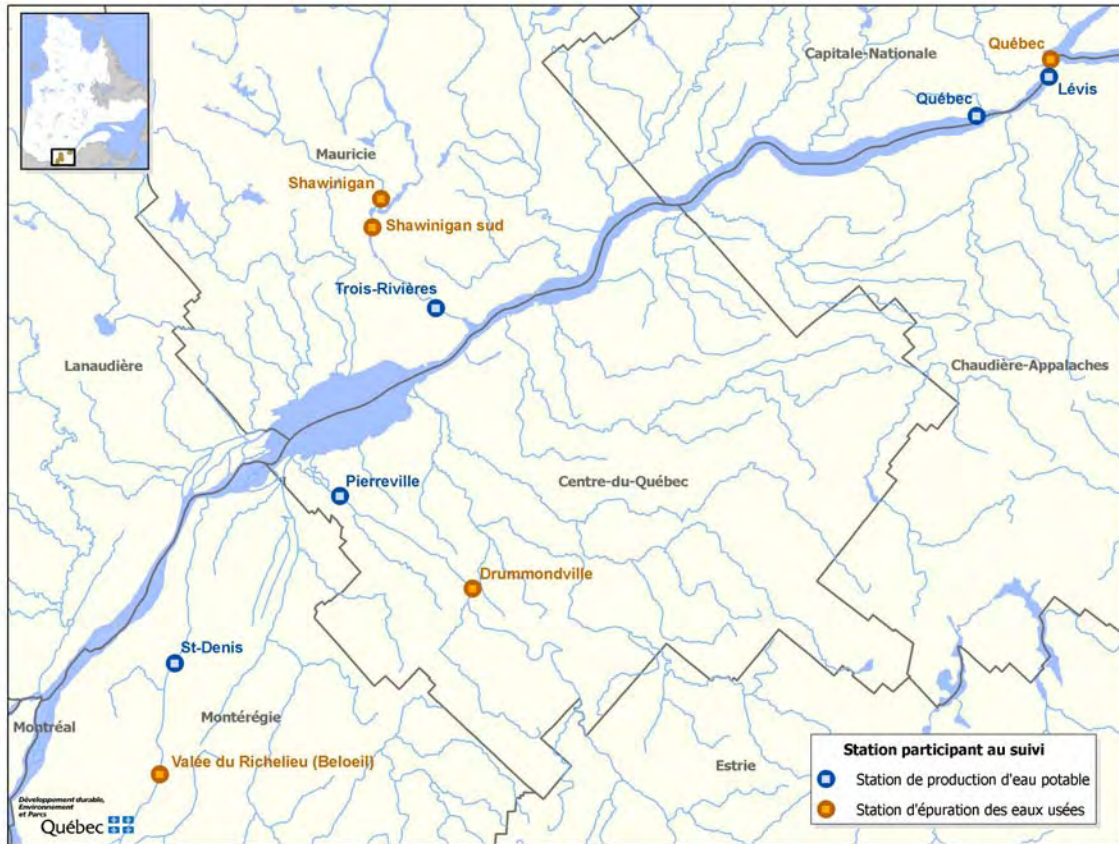 Québec
Capitale-Nationale
Lévis
Québec
Mauricie
Shawinigan
Shawinigan sud
Trois-Rivières
Lanaudière
Chaudière-Appalaches
Pierreville
Centre-du-Québec
Drummondville
St-Denis
Montérégie
Montréal
Valée du Richelieu (Beloeil)
Estrie
Station participant au suivi
Station de production d'eau potable
Station d'épuration des eaux usées
Développement durable,
Environnement
et Parcs
Québec